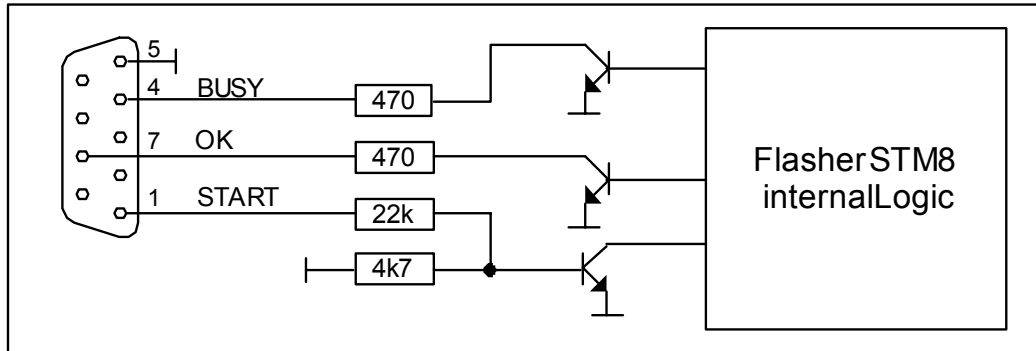 5
4 BUSY 470
7 OK 470
1 START 22k
4k7
FlasherSTM8
internalLogic